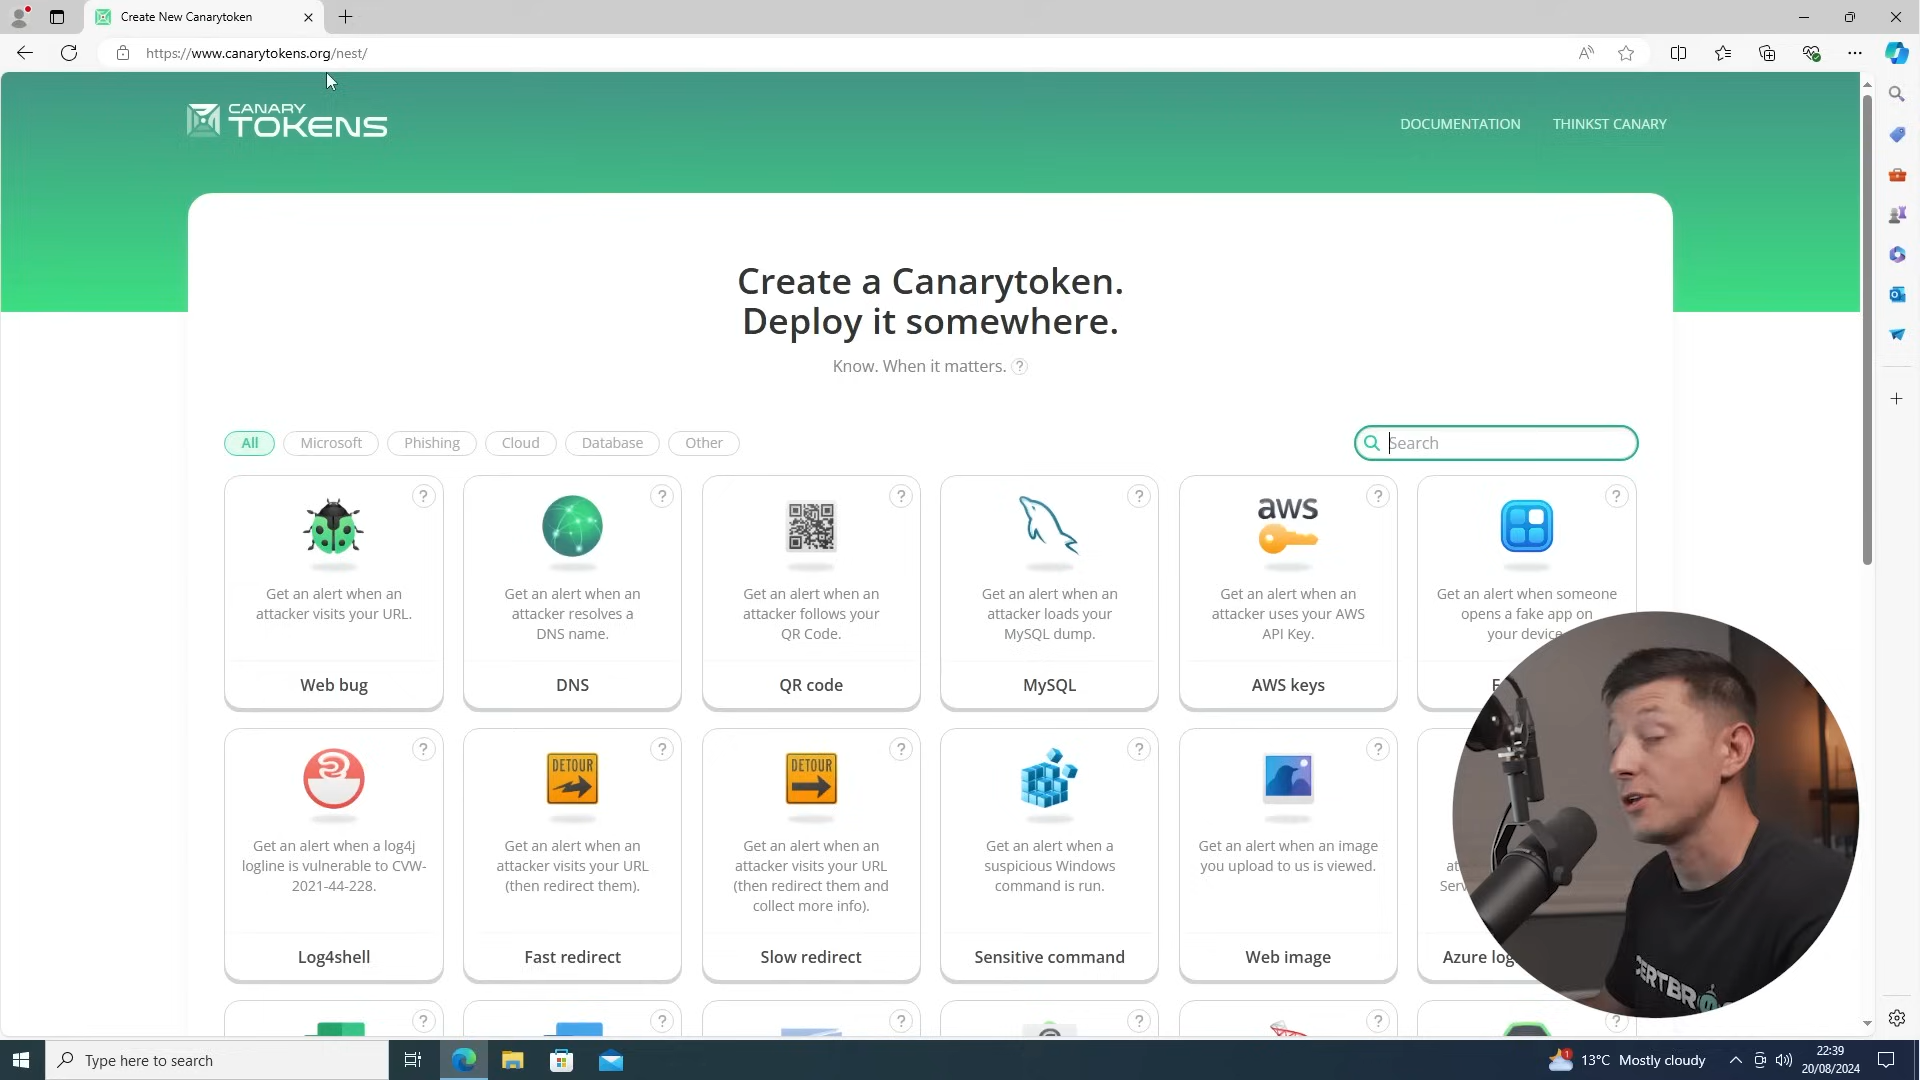 Create New Canarytoken
https://www.canarytokens.org/nest/
CANARY
TOKENS
DOCUMENTATION
THINKST CANARY
Create a Canarytoken.
Deploy it somewhere.
Know. When it matters. ?
All
Microsoft
Phishing
Cloud
Database
Other
Search
?
Get an alert when an
attacker visits your URL.
Web bug
?
Get an alert when an
attacker resolves a
DNS name.
DNS
?
Get an alert when an
attacker follows your
QR Code.
QR code
?
Get an alert when an
attacker loads your
MySQL dump.
MySQL
?
aws
Get an alert when an
attacker uses your AWS
API Key.
AWS keys
?
Get an alert when someone
opens a fake app on
your device
?
Get an alert when a log4j
logline is vulnerable to CVW-
2021-44-228.
Log4shell
?
DETOUR
Get an alert when an
attacker visits your URL
(then redirect them).
Fast redirect
?
DETOUR
Get an alert when an
attacker visits your URL
(then redirect them and
collect more info).
Slow redirect
?
Get an alert when a
suspicious Windows
command is run.
Sensitive command
?
Get an alert when an image
you upload to us is viewed.
Web image
at
Serv
Azure log
?
?
?
?
?
?
Type here to search
1
13°C Mostly cloudy
22:39
20/08/2024